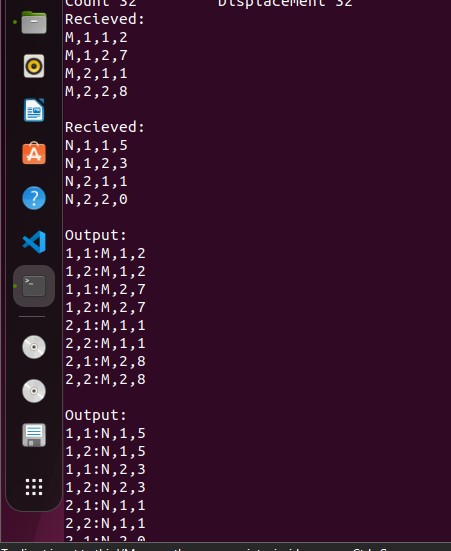 Count 32 Displacement 32
Recieved:
M,1,1,2
M,1,2,7
M,2,1,1
M,2,2,8
Recieved:
N,1,1,5
N,1,2,3
N,2,1,1
N,2,2,0
Output:
1,1:M,1,2
1,2:M,1,2
1,1:M,2,7
1,2:M,2,7
2,1:M,1,1
2,2:M,1,1
2,1:M,2,8
2,2:M,2,8
Output:
1,1:N,1,5
1,2:N,1,5
1,1:N,2,3
1,2:N,2,3
2,1:N,1,1
2,2:N,1,1
2,1:N,2,0